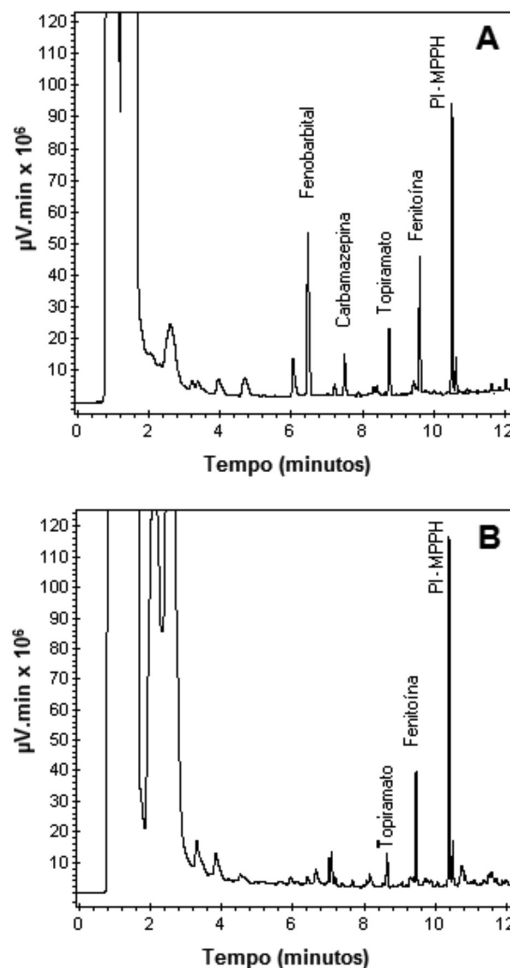 A
120
110
100
90
80
70
60
50
40
30
20
10
µV.min x 10⁶
Fenobarbital
Carbamazepina
Topiramato
Fenitoína
PI-MPPH
0 2 4 6 8 10 12
Tempo (minutos)
B
120
110
100
90
80
70
60
50
40
30
20
10
µV.min x 10⁶
Topiramato
Fenitoína
PI-MPPH
0 2 4 6 8 10 12
Tempo (minutos)